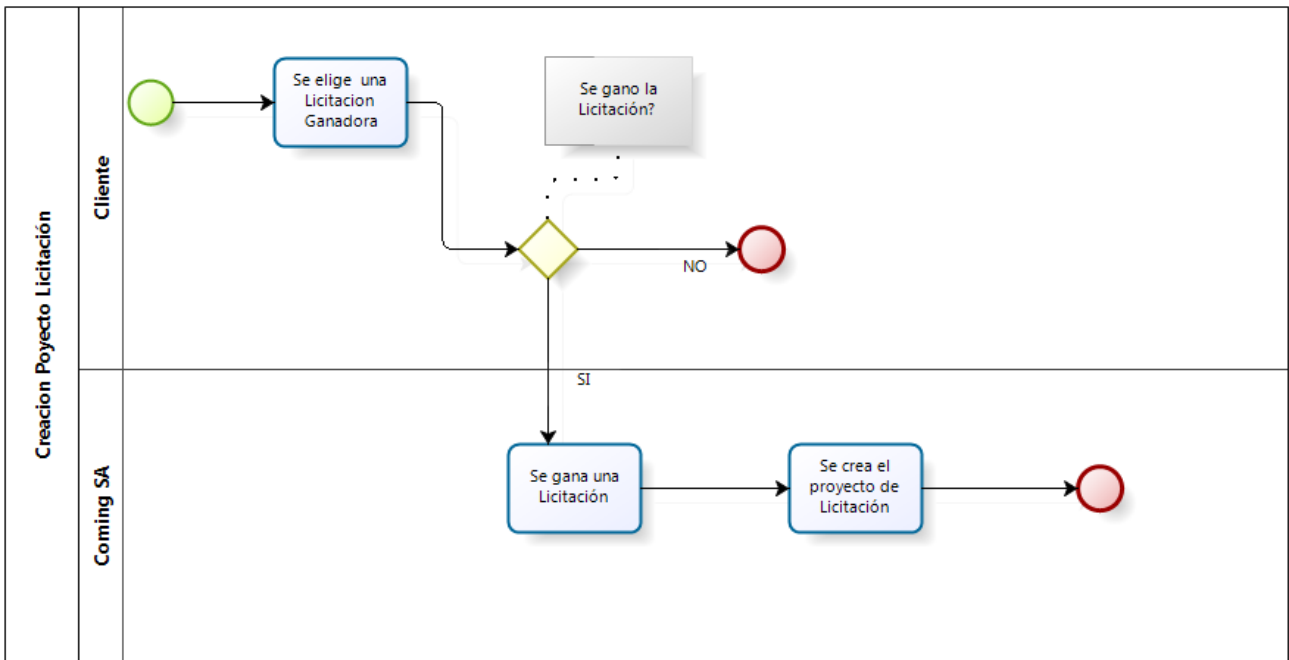 Creacion Poyecto Licitación
Cliente
Se elige una
Licitacion
Ganadora
Se gano la
Licitación?
NO
SI
Coming SA
Se gana una
Licitación
Se crea el
proyecto de
Licitación